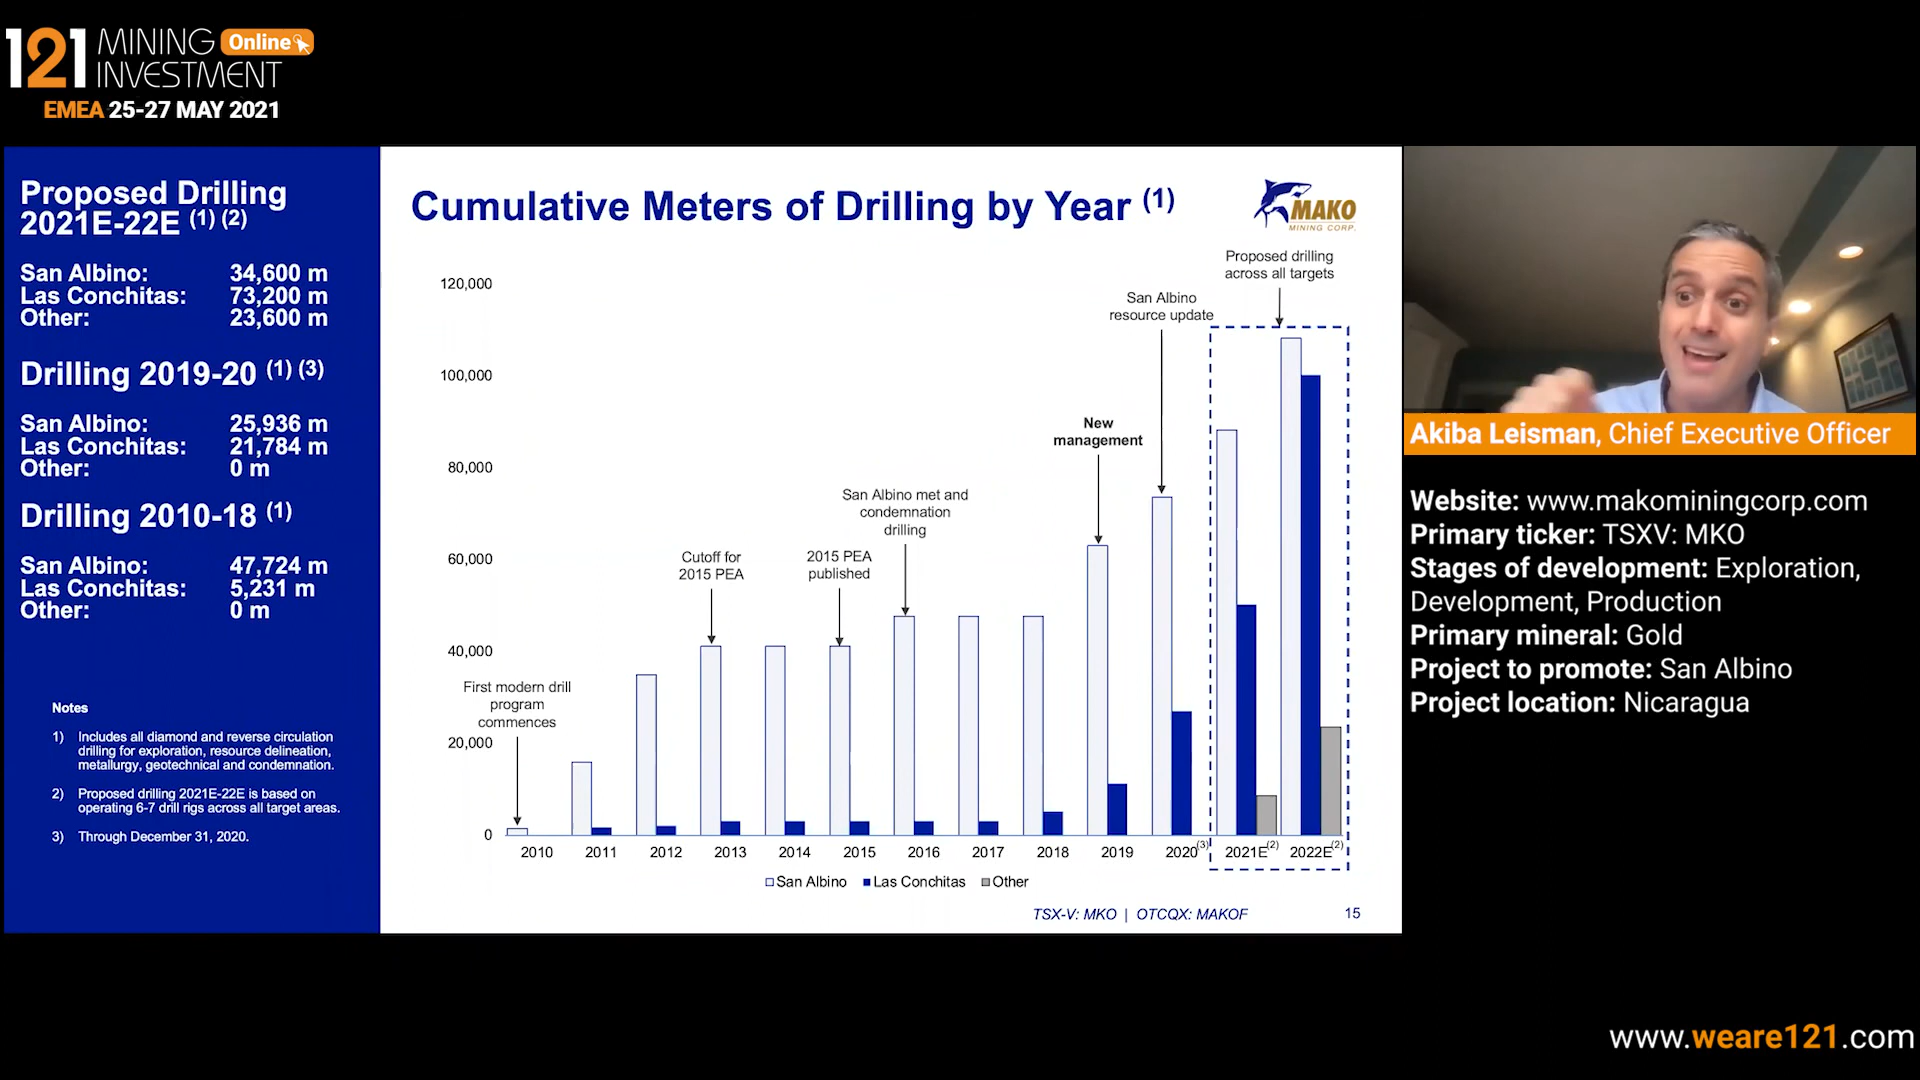 121 MINING Online
INVESTMENT
EMEA 25-27 MAY 2021
Proposed Drilling
2021E-22E (1) (2)
San Albino: 34,600 m
Las Conchitas: 73,200 m
Other: 23,600 m
Drilling 2019-20 (1) (3)
San Albino: 25,936 m
Las Conchitas: 21,784 m
Other: 0 m
Drilling 2010-18 (1)
San Albino: 47,724 m
Las Conchitas: 5,231 m
Other: 0 m
Notes
1) Includes all diamond and reverse circulation
drilling for exploration, resource delineation,
metallurgy, geotechnical and condemnation.
2) Proposed drilling 2021E-22E is based on
operating 6-7 drill rigs across all target areas.
3) Through December 31, 2020.
Cumulative Meters of Drilling by Year (1)
MAKO
MINING CORP.
120,000
100,000
80,000
60,000
40,000
20,000
0
First modern drill
program
commences
Cutoff for
2015 PEA
2015 PEA
published
San Albino met and
condemnation
drilling
New
management
San Albino
resource update
Proposed drilling
across all targets
2010 2011 2012 2013 2014 2015 2016 2017 2018 2019 2020(3) 2021E(2) 2022E(2)
San Albino Las Conchitas Other
TSX-V: MKO | OTCQX: MAKOF 15
Akiba Leisman, Chief Executive Officer
Website: www.makominingcorp.com
Primary ticker: TSXV: MKO
Stages of development: Exploration,
Development, Production
Primary mineral: Gold
Project to promote: San Albino
Project location: Nicaragua
www.weare121.com